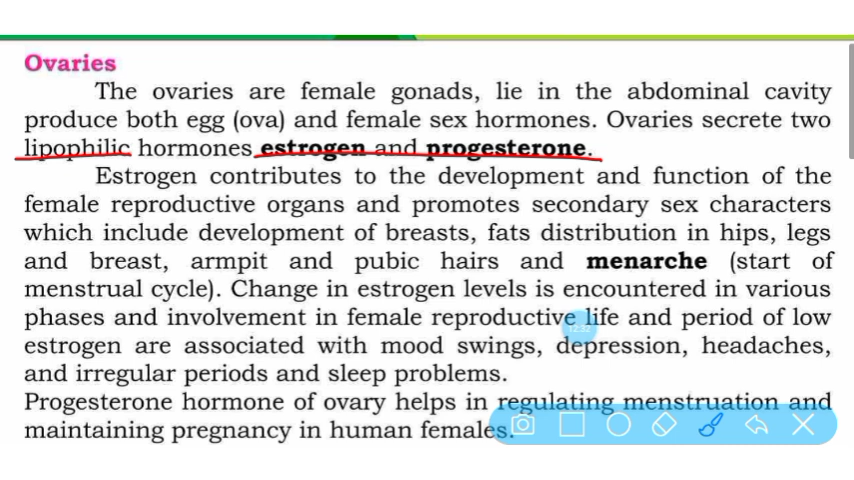 Ovaries
The ovaries are female gonads, lie in the abdominal cavity
produce both egg (ova) and female sex hormones. Ovaries secrete two
lipophilic hormones estrogen and progesterone.
Estrogen contributes to the development and function of the
female reproductive organs and promotes secondary sex characters
which include development of breasts, fats distribution in hips, legs
and breast, armpit and pubic hairs and menarche (start of
menstrual cycle). Change in estrogen levels is encountered in various
phases and involvement in female reproductive life and period of low
12:32
estrogen are associated with mood swings, depression, headaches,
and irregular periods and sleep problems.
Progesterone hormone of ovary helps in regulating menstruation and
maintaining pregnancy in human females.